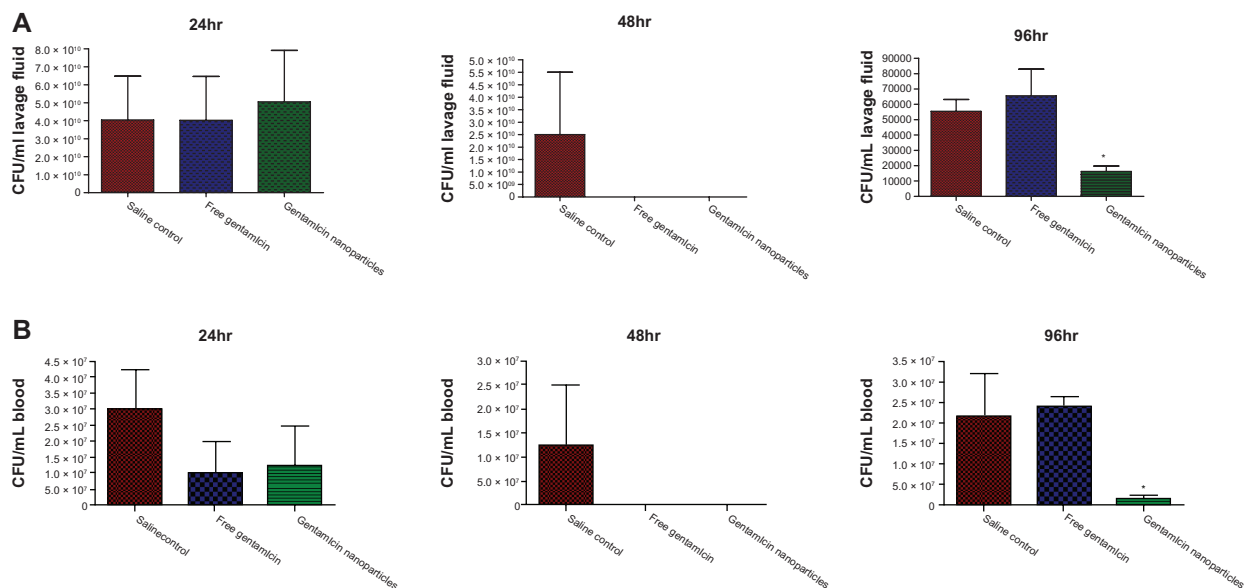 A
24hr
CFU/ml lavage fluid
8.0 × 10¹⁰
7.0 × 10¹⁰
6.0 × 10¹⁰
5.0 × 10¹⁰
4.0 × 10¹⁰
3.0 × 10¹⁰
2.0 × 10¹⁰
1.0 × 10¹⁰
0
Saline control
Free gentamIcin
GentamIcin nanoparticles
48hr
CFU/ml lavage fluid
5.0 × 10¹⁰
5.5 × 10¹⁰
4.0 × 10¹⁰
4.5 × 10¹⁰
4.0 × 10¹⁰
3.5 × 10¹⁰
3.0 × 10¹⁰
2.5 × 10¹⁰
2.0 × 10¹⁰
1.5 × 10¹⁰
1.0 × 10¹⁰
5.0 × 10⁰⁹
0
Saline control
Free gentamIcin
GentamIcin nanoparticles
96hr
CFU/mL lavage fluid
90000
80000
70000
60000
50000
40000
30000
20000
10000
0
*
Saline control
Free gentamIcin
GentamIcin nanoparticles
B
24hr
CFU/mL blood
4.5 × 10⁷
4.0 × 10⁷
3.5 × 10⁷
3.0 × 10⁷
2.5 × 10⁷
2.0 × 10⁷
1.5 × 10⁷
1.0 × 10⁷
5.0 × 10⁷
0
Salinecontrol
Free gentamIcin
GentamIcin nanoparticles
48hr
CFU/mL blood
3.0 × 10⁷
2.5 × 10⁷
2.0 × 10⁷
1.5 × 10⁷
1.0 × 10⁷
5.0 × 10⁷
0
Saline control
Free gentamIcin
GentamIcin nanoparticles
96hr
CFU/mL blood
3.5 × 10⁷
3.0 × 10⁷
2.5 × 10⁷
2.0 × 10⁷
1.5 × 10⁷
1.0 × 10⁷
5.0 × 10⁷
0
*
Saline control
Free gentamIcin
GentamIcin nanoparticles